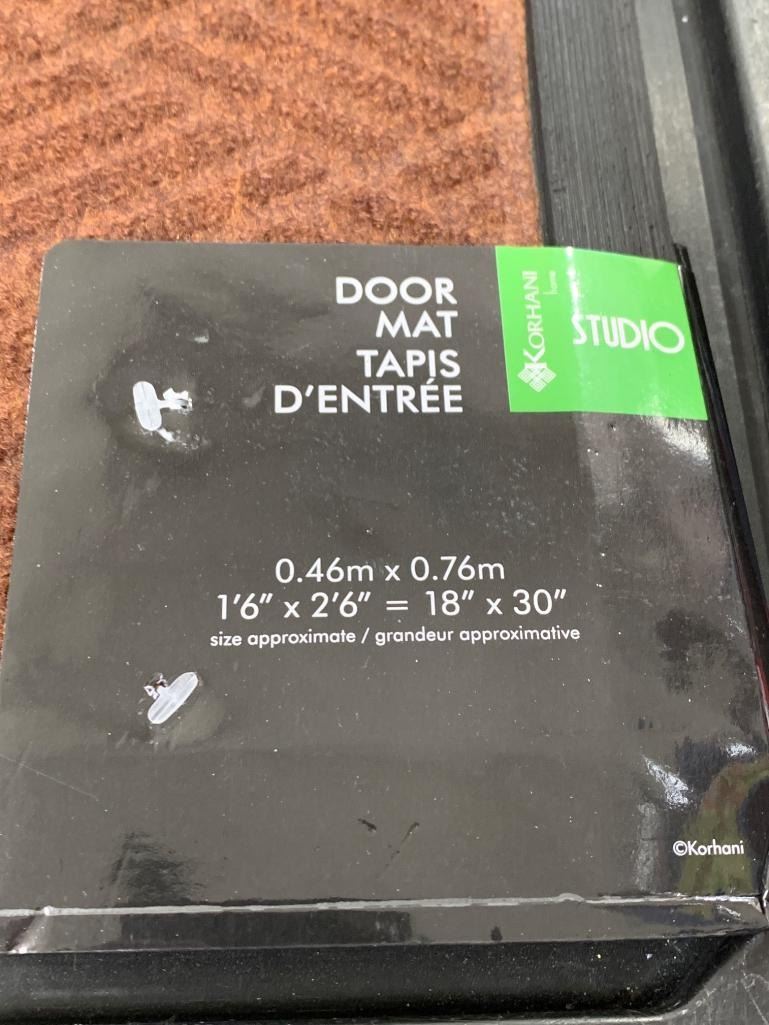 DOOR
MAT
TAPIS
D'ENTRÉE
KORHANI
home
STUDIO
0.46m x 0.76m
1'6" x 2'6" = 18" x 30"
size approximate / grandeur approximative
©Korhani